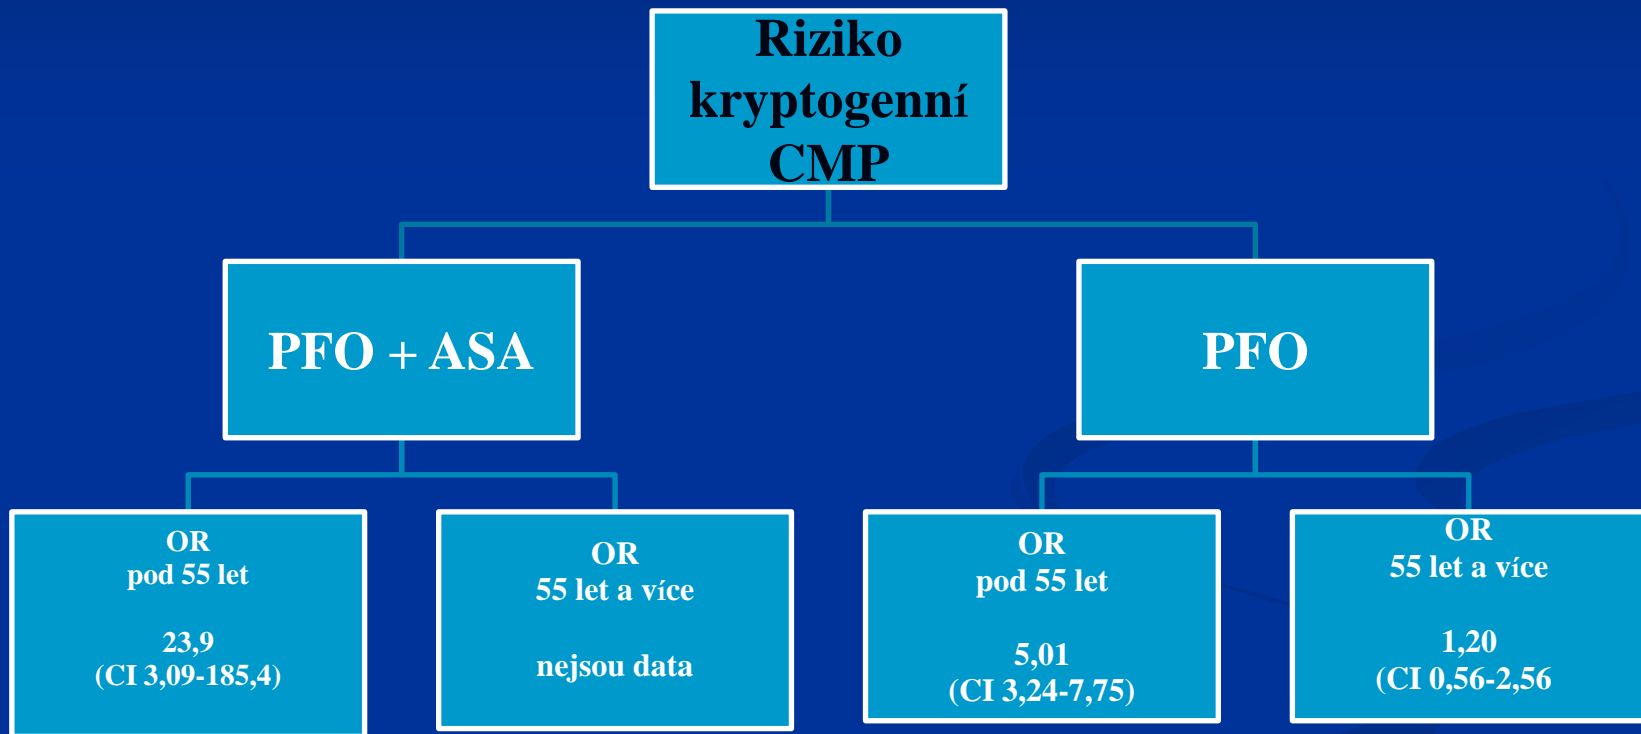 Riziko
kryptogenní
CMP
PFO + ASA
PFO
OR
pod 55 let
23,9
(CI 3,09-185,4)
OR
55 let a více
nejsou data
OR
pod 55 let
5,01
(CI 3,24-7,75)
OR
55 let a více
1,20
(CI 0,56-2,56